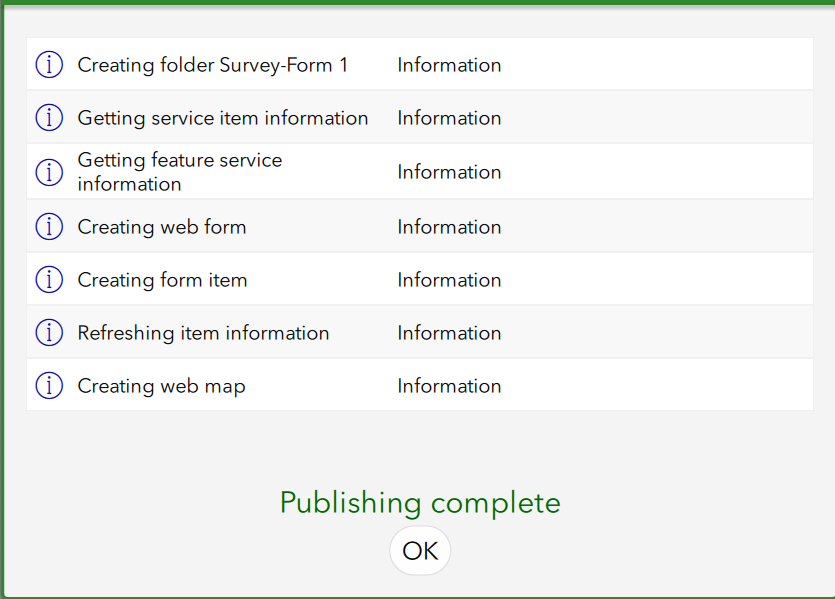 Creating folder Survey-Form 1 Information
Getting service item information Information
Getting feature service
information Information
Creating web form Information
Creating form item Information
Refreshing item information Information
Creating web map Information
Publishing complete
OK